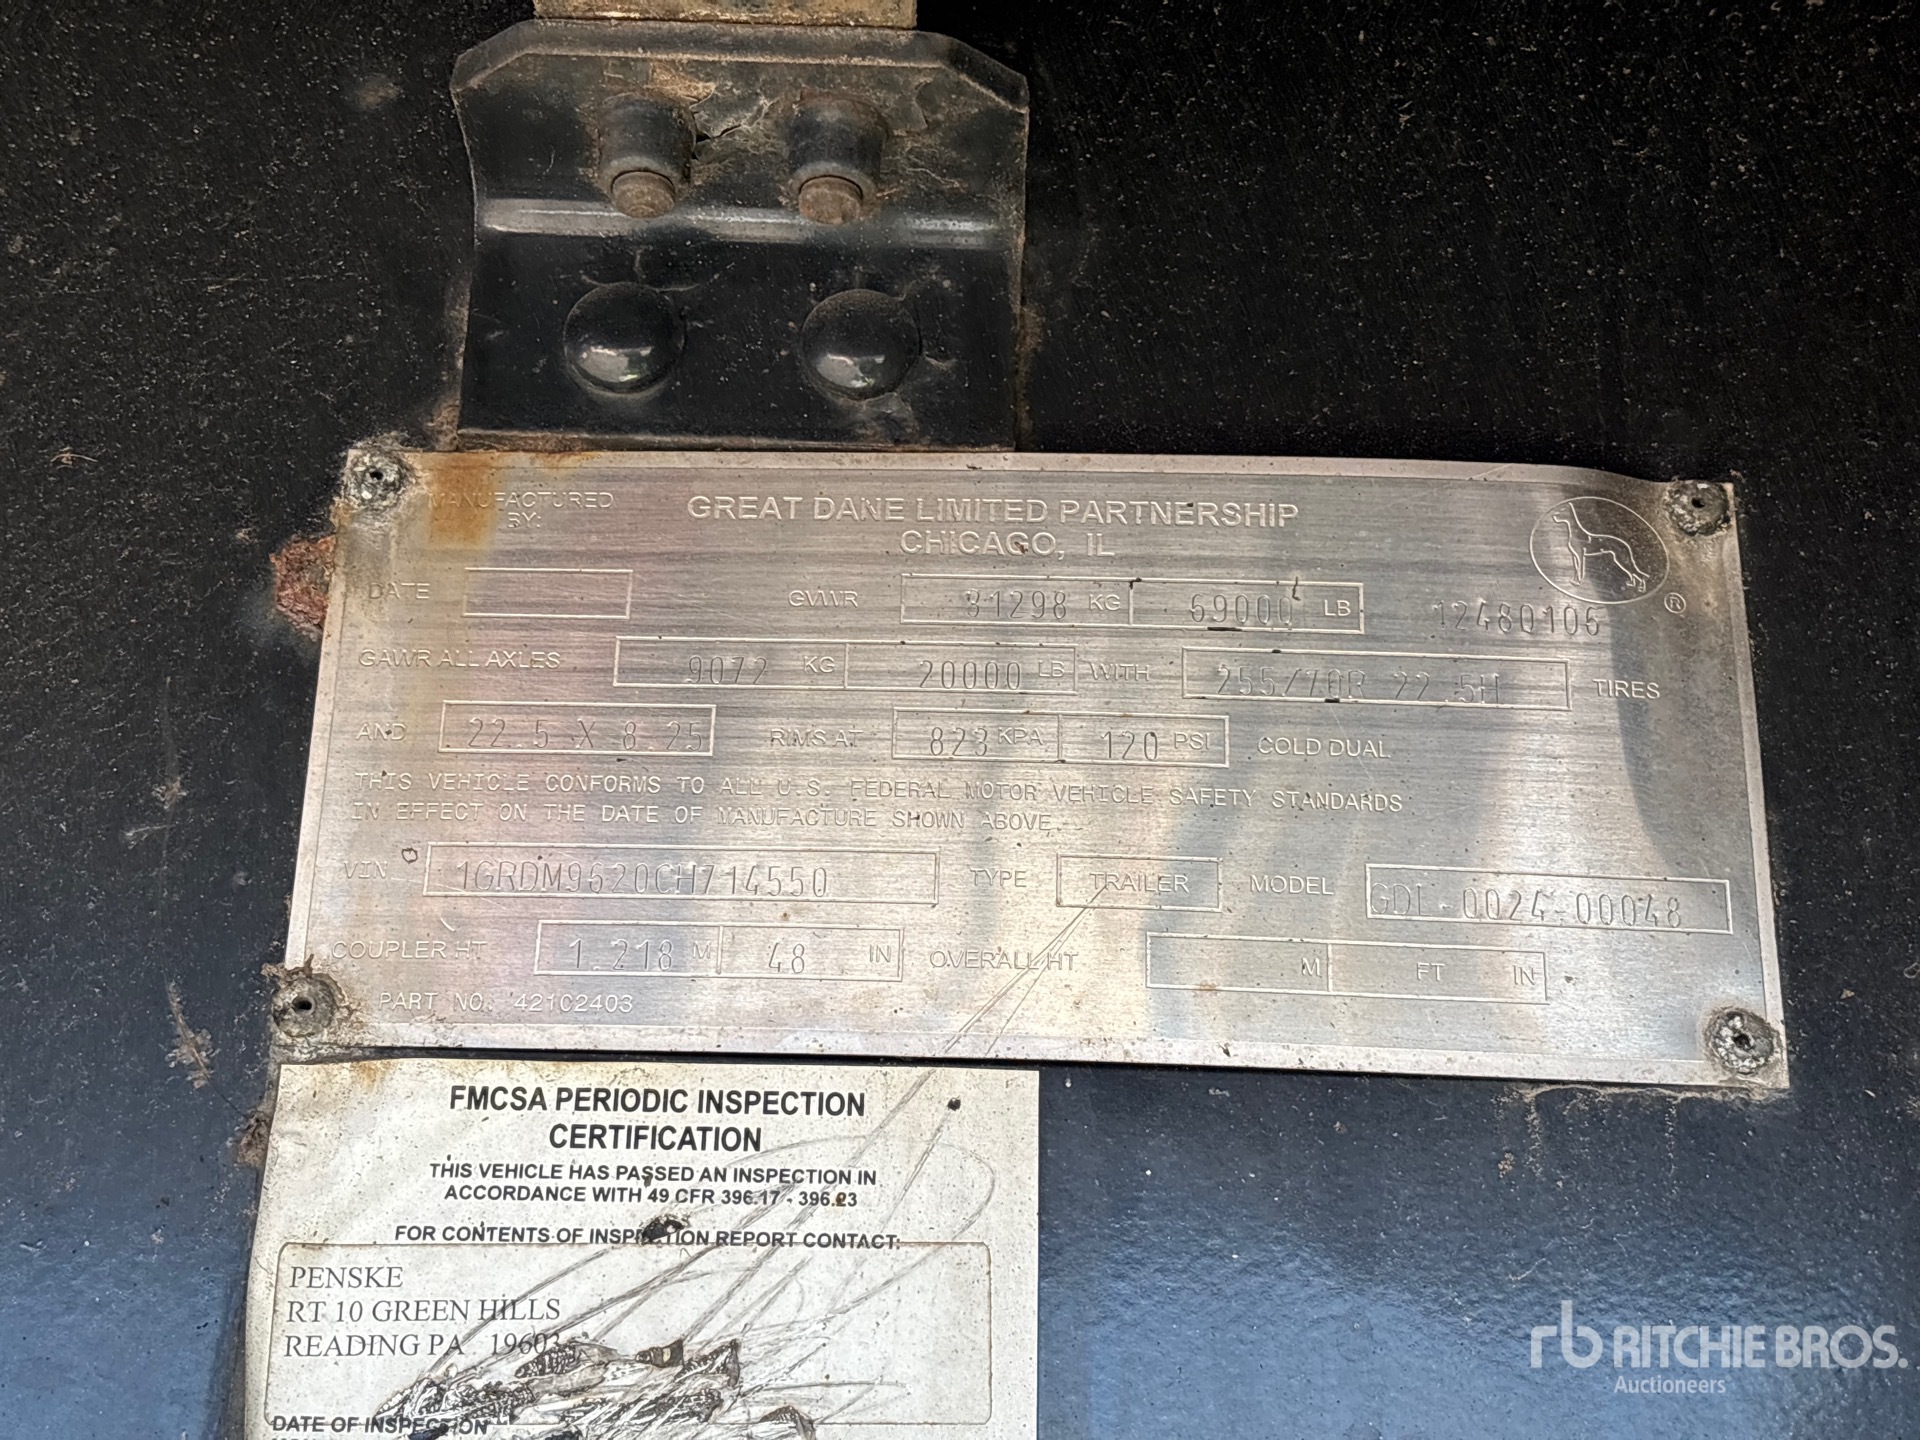 MANUFACTURED BY: GREAT DANE LIMITED PARTNERSHIP
CHICAGO, IL
DATE GVWR 31298 KG 69000 LB 12480106 ®
GAWR ALL AXLES 9072 KG 20000 LB WITH 255/70R 22.5H TIRES
AND 22.5 X 8.25 RIMS AT 823 KPA 120 PSI COLD DUAL
THIS VEHICLE CONFORMS TO ALL U.S. FEDERAL MOTOR VEHICLE SAFETY STANDARDS
IN EFFECT ON THE DATE OF MANUFACTURE SHOWN ABOVE.
VIN 1GRDM9620CH714550 TYPE TRAILER MODEL GDL-0024-00048
COUPLER HT 1.218 M 48 IN OVERALL HT M FT IN
PART NO. 42102403
FMCSA PERIODIC INSPECTION
CERTIFICATION
THIS VEHICLE HAS PASSED AN INSPECTION IN
ACCORDANCE WITH 49 CFR 396.17 - 396.23
FOR CONTENTS OF INSPECTION REPORT CONTACT:
PENSKE
RT 10 GREEN HILLS
READING PA 19603
DATE OF INSPECTION
rb RITCHIE BROS.
Auctioneers